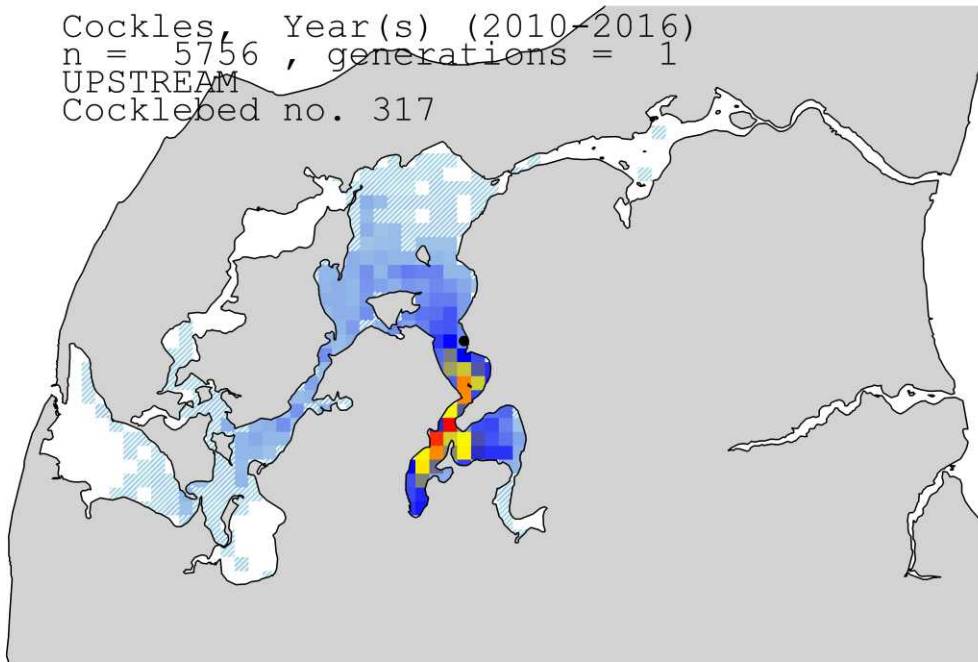 Cockles, Year(s) (2010-2016)
n = 5756 , generations = 1
UPSTREAM
Cocklebed no. 317